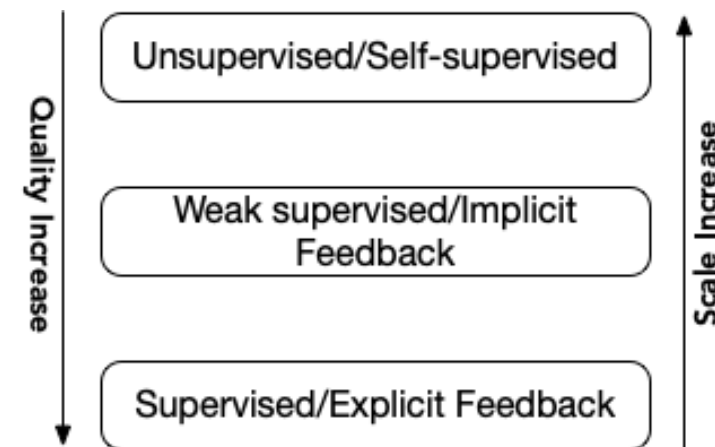 Unsupervised/Self-supervised
Quality Increase
Weak supervised/Implicit
Feedback
Scale Increase
Supervised/Explicit Feedback